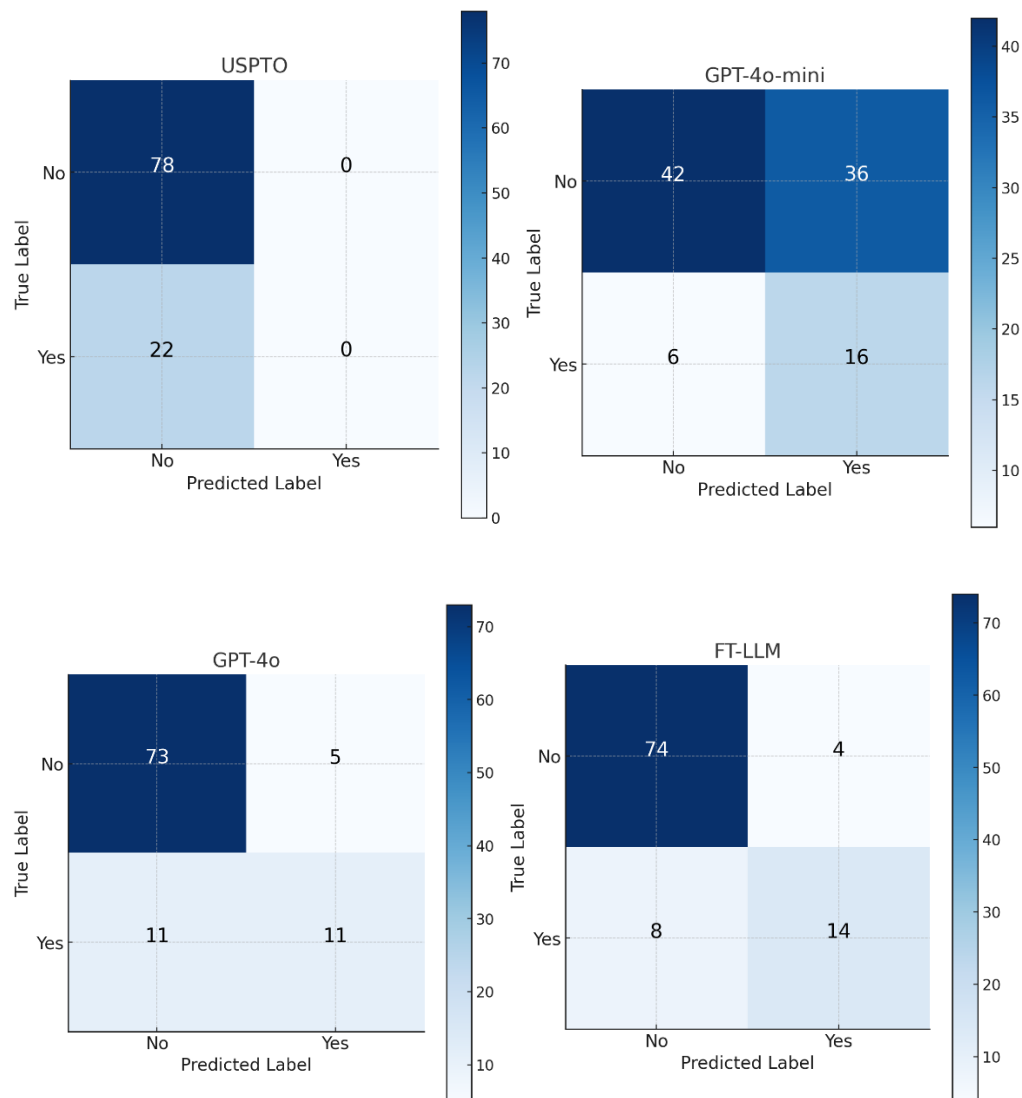 USPTO
78 0
22 0
No
Yes
No Yes
True Label
Predicted Label
70
60
50
40
30
20
10
0
GPT-4o-mini
42 36
6 16
No
Yes
No Yes
True Label
Predicted Label
40
35
30
25
20
15
10
GPT-4o
73 5
11 11
No
Yes
No Yes
True Label
Predicted Label
70
60
50
40
30
20
10
FT-LLM
74 4
8 14
No
Yes
No Yes
True Label
Predicted Label
70
60
50
40
30
20
10